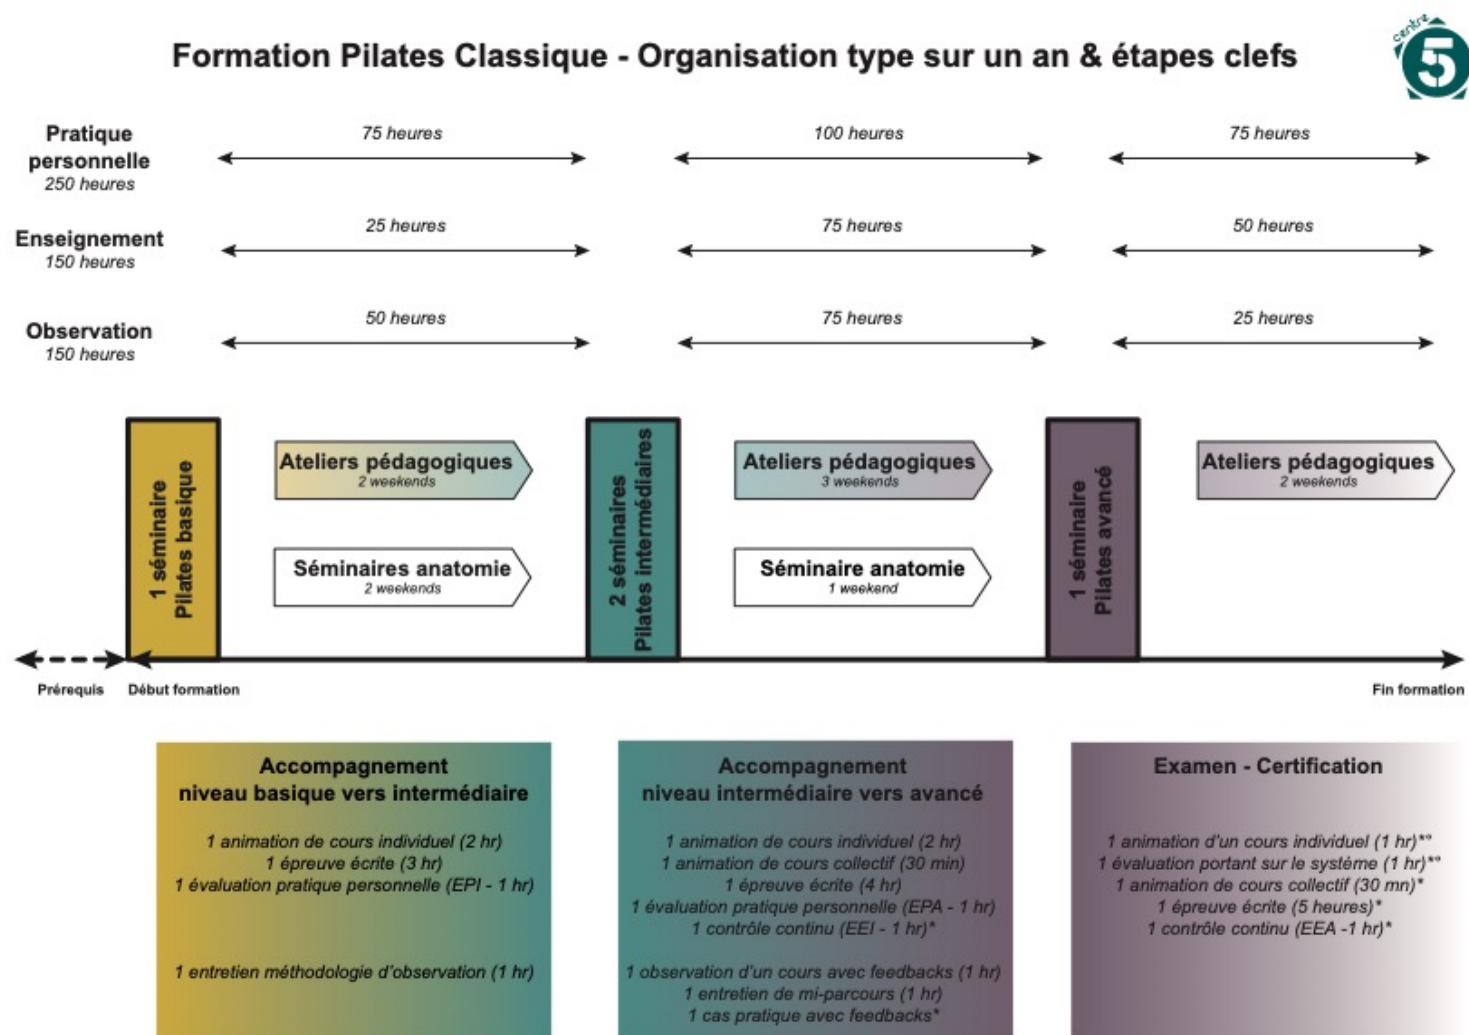 Formation Pilates Classique - Organisation type sur un an & étapes clefs
centre
5
Pratique
personnelle
250 heures
75 heures
100 heures
75 heures
Enseignement
150 heures
25 heures
75 heures
50 heures
Observation
150 heures
50 heures
75 heures
25 heures
1 séminaire
Pilates basique
Ateliers pédagogiques
2 weekends
Séminaires anatomie
2 weekends
2 séminaires
Pilates intermédiaires
Ateliers pédagogiques
3 weekends
Séminaire anatomie
1 weekend
1 séminaire
Pilates avancé
Ateliers pédagogiques
2 weekends
Prérequis
Début formation
Fin formation
Accompagnement
niveau basique vers intermédiaire
1 animation de cours individuel (2 hr)
1 épreuve écrite (3 hr)
1 évaluation pratique personnelle (EPI - 1 hr)
1 entretien méthodologie d'observation (1 hr)
Accompagnement
niveau intermédiaire vers avancé
1 animation de cours individuel (2 hr)
1 animation de cours collectif (30 min)
1 épreuve écrite (4 hr)
1 évaluation pratique personnelle (EPA - 1 hr)
1 contrôle continu (EEI - 1 hr)*
1 observation d'un cours avec feedbacks (1 hr)
1 entretien de mi-parcours (1 hr)
1 cas pratique avec feedbacks*
Examen - Certification
1 animation d'un cours individuel (1 hr)*°
1 évaluation portant sur le système (1 hr)*°
1 animation de cours collectif (30 mn)*
1 épreuve écrite (5 heures)*
1 contrôle continu (EEA -1 hr)*